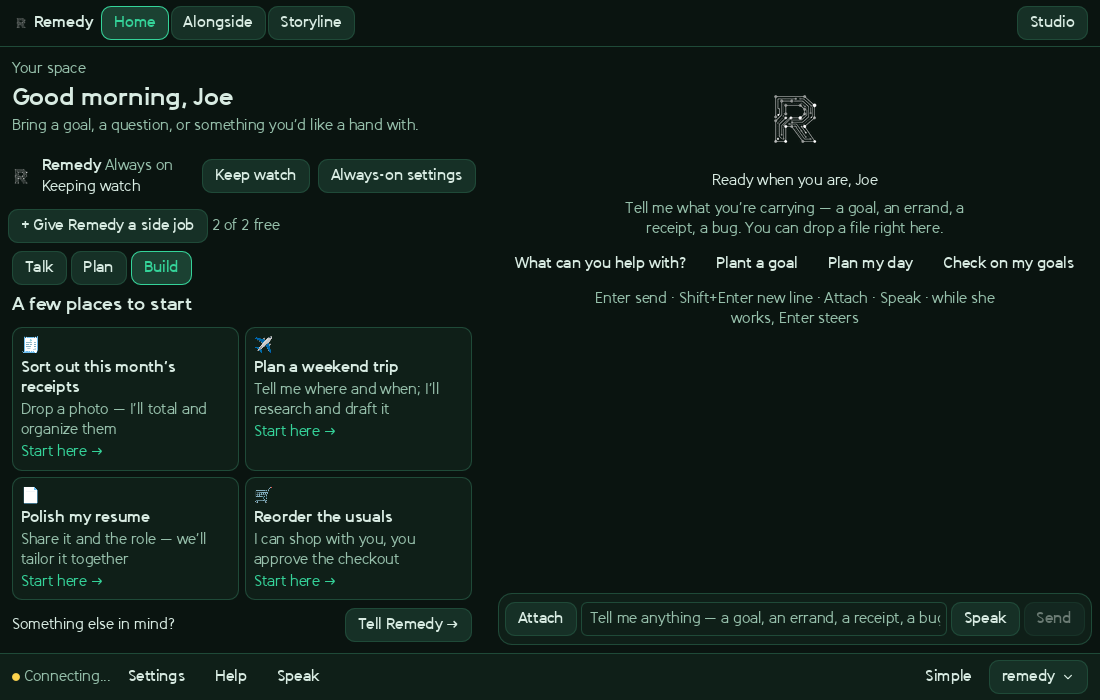 Remedy Home Alongside Storyline Studio
Your space
Good morning, Joe
Bring a goal, a question, or something you'd like a hand with.
Remedy Always on
Keeping watch
Keep watch Always-on settings
+ Give Remedy a side job 2 of 2 free
Talk Plan Build
A few places to start
Sort out this month's
receipts
Drop a photo — I'll total and
organize them
Start here →
Plan a weekend trip
Tell me where and when; I'll
research and draft it
Start here →
Polish my resume
Share it and the role — we'll
tailor it together
Start here →
Reorder the usuals
I can shop with you, you
approve the checkout
Start here →
Something else in mind? Tell Remedy →
R
Ready when you are, Joe
Tell me what you're carrying — a goal, an errand, a
receipt, a bug. You can drop a file right here.
What can you help with? Plant a goal Plan my day Check on my goals
Enter send · Shift+Enter new line · Attach · Speak · while she
works, Enter steers
Attach Tell me anything — a goal, an errand, a receipt, a bug Speak Send
Connecting... Settings Help Speak Simple remedy